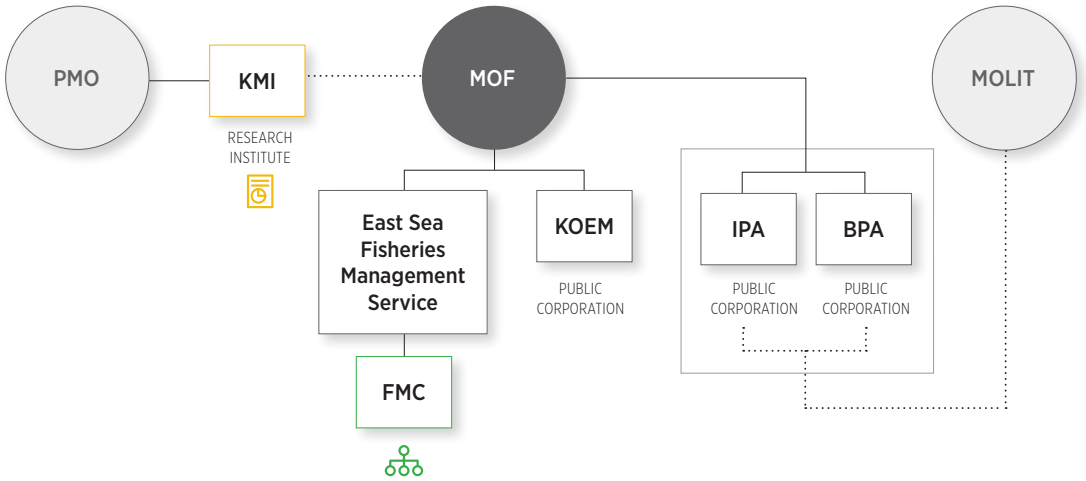 PMO
KMI
RESEARCH
INSTITUTE
MOF
MOLIT
East Sea
Fisheries
Management
Service
KOEM
PUBLIC
CORPORATION
IPA
PUBLIC
CORPORATION
BPA
PUBLIC
CORPORATION
FMC